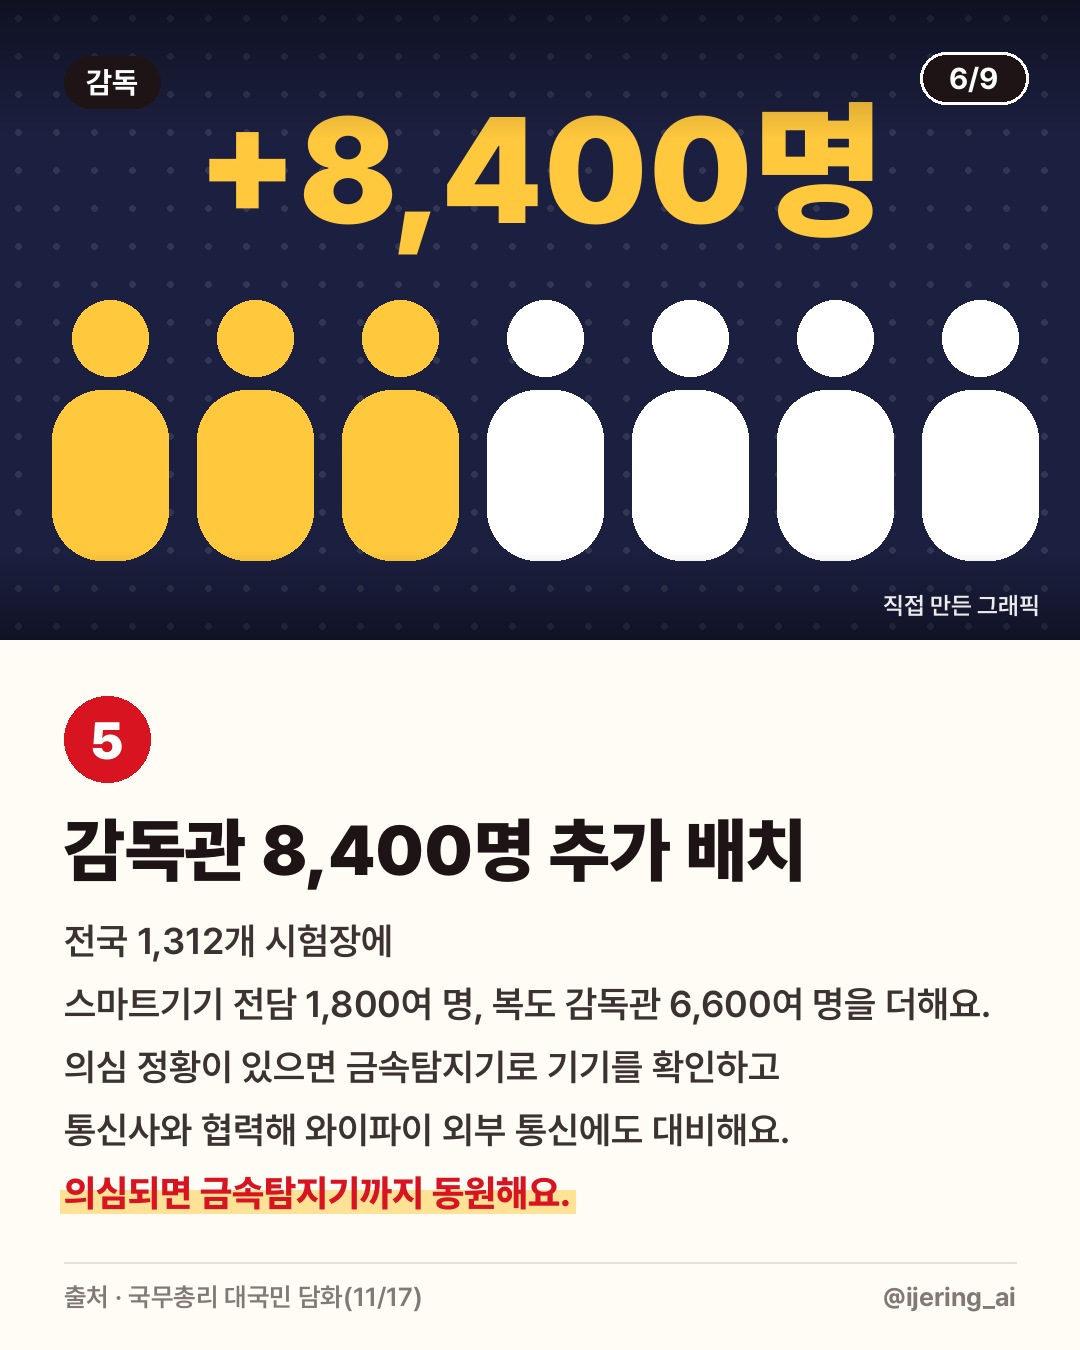 감독
6/9
+8,400명
직접 만든 그래픽
5
감독관 8,400명 추가 배치
전국 1,312개 시험장에
스마트기기 전담 1,800여 명, 복도 감독관 6,600여 명을 더해요.
의심 정황이 있으면 금속탐지기로 기기를 확인하고
통신사와 협력해 와이파이 외부 통신에도 대비해요.
의심되면 금속탐지기까지 동원해요.
출처 · 국무총리 대국민 담화(11/17)
@ijering_ai